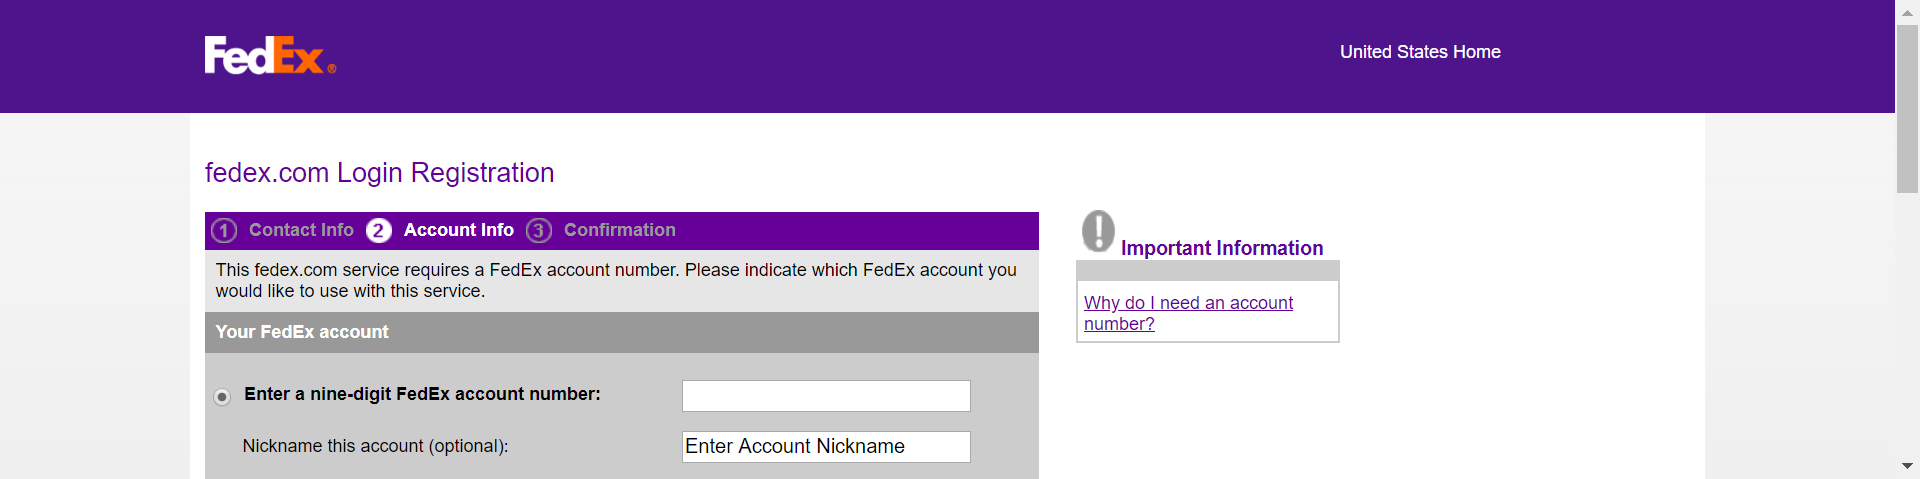 FedEx®
United States Home
fedex.com Login Registration
1 Contact Info 2 Account Info 3 Confirmation
This fedex.com service requires a FedEx account number. Please indicate which FedEx account you
would like to use with this service.
Your FedEx account
Enter a nine-digit FedEx account number:
Nickname this account (optional): Enter Account Nickname
! Important Information
Why do I need an account
number?